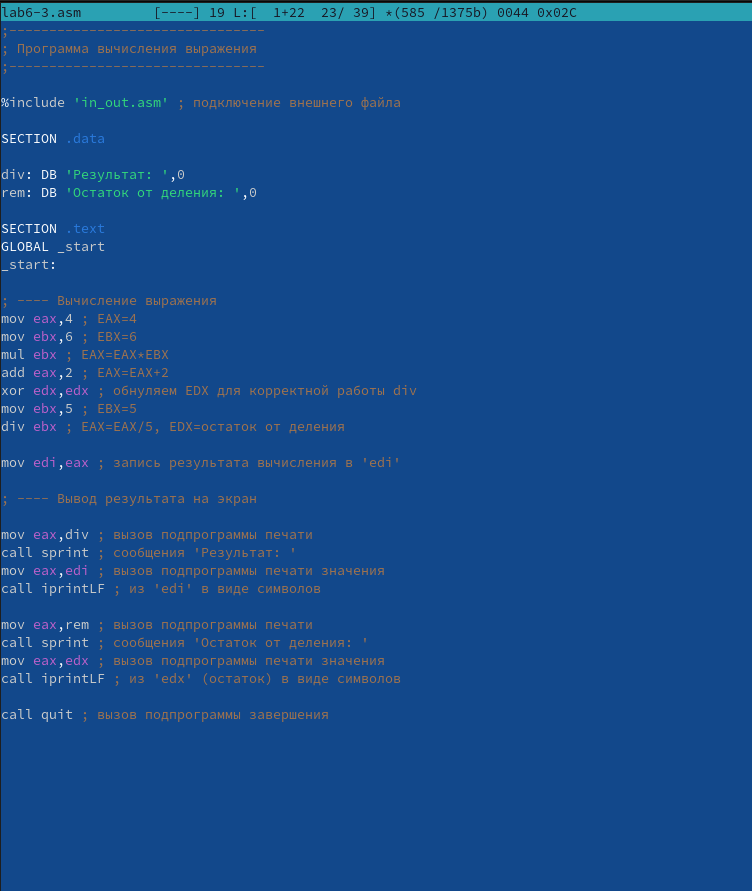 lab6-3.asm [----] 19 L:[ 1+22 23/ 39] *(585 /1375b) 0044 0x02C
;--------------------------------
; Программа вычисления выражения
;--------------------------------
%include 'in_out.asm' ; подключение внешнего файла
SECTION .data
div: DB 'Результат: ',0
rem: DB 'Остаток от деления: ',0
SECTION .text
GLOBAL _start
_start:
; ---- Вычисление выражения
mov eax,4 ; EAX=4
mov ebx,6 ; EBX=6
mul ebx ; EAX=EAX*EBX
add eax,2 ; EAX=EAX+2
xor edx,edx ; обнуляем EDX для корректной работы div
mov ebx,5 ; EBX=5
div ebx ; EAX=EAX/5, EDX=остаток от деления
mov edi,eax ; запись результата вычисления в 'edi'
; ---- Вывод результата на экран
mov eax,div ; вызов подпрограммы печати
call sprint ; сообщения 'Результат: '
mov eax,edi ; вызов подпрограммы печати значения
call iprintLF ; из 'edi' в виде символов
mov eax,rem ; вызов подпрограммы печати
call sprint ; сообщения 'Остаток от деления: '
mov eax,edx ; вызов подпрограммы печати значения
call iprintLF ; из 'edx' (остаток) в виде символов
call quit ; вызов подпрограммы завершения